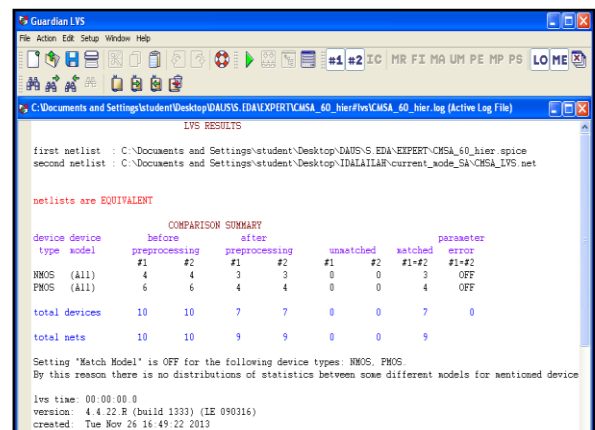 Guardian LVS
File Action Edit Setup Window Help
#1 #2 IC MR FI MA UM PE MP PS LO ME
C:\Documents and Settings\student\Desktop\DAUS\S.EDA\EXPERT\CMSA_60_hier#lvs\CMSA_60_hier.log (Active Log File)
LVS RESULTS
first netlist : C:\Documents and Settings\student\Desktop\DAUS\S.EDA\EXPERT\CMSA_60_hier.spice
second netlist : C:\Documents and Settings\student\Desktop\IDALAILAH\current_mode_SA\CMSA_LVS.net
netlists are EQUIVALENT
COMPARISON SUMMARY
device device before after parameter
type model preprocessing preprocessing unmatched matched error
#1 #2 #1 #2 #1 #2 #1=#2 #1=#2
NMOS (All) 4 4 3 3 0 0 3 OFF
PMOS (All) 6 6 4 4 0 0 4 OFF
total devices 10 10 7 7 0 0 7 0
total nets 10 10 9 9 0 0 9
Setting "Match Model" is OFF for the following device types: NMOS, PMOS.
By this reason there is no distributions of statistics between some different models for mentioned device
lvs time: 00:00:00.0
version: 4.4.22.R (build 1333) (LE 090316)
created: Tue Nov 26 16:49:22 2013